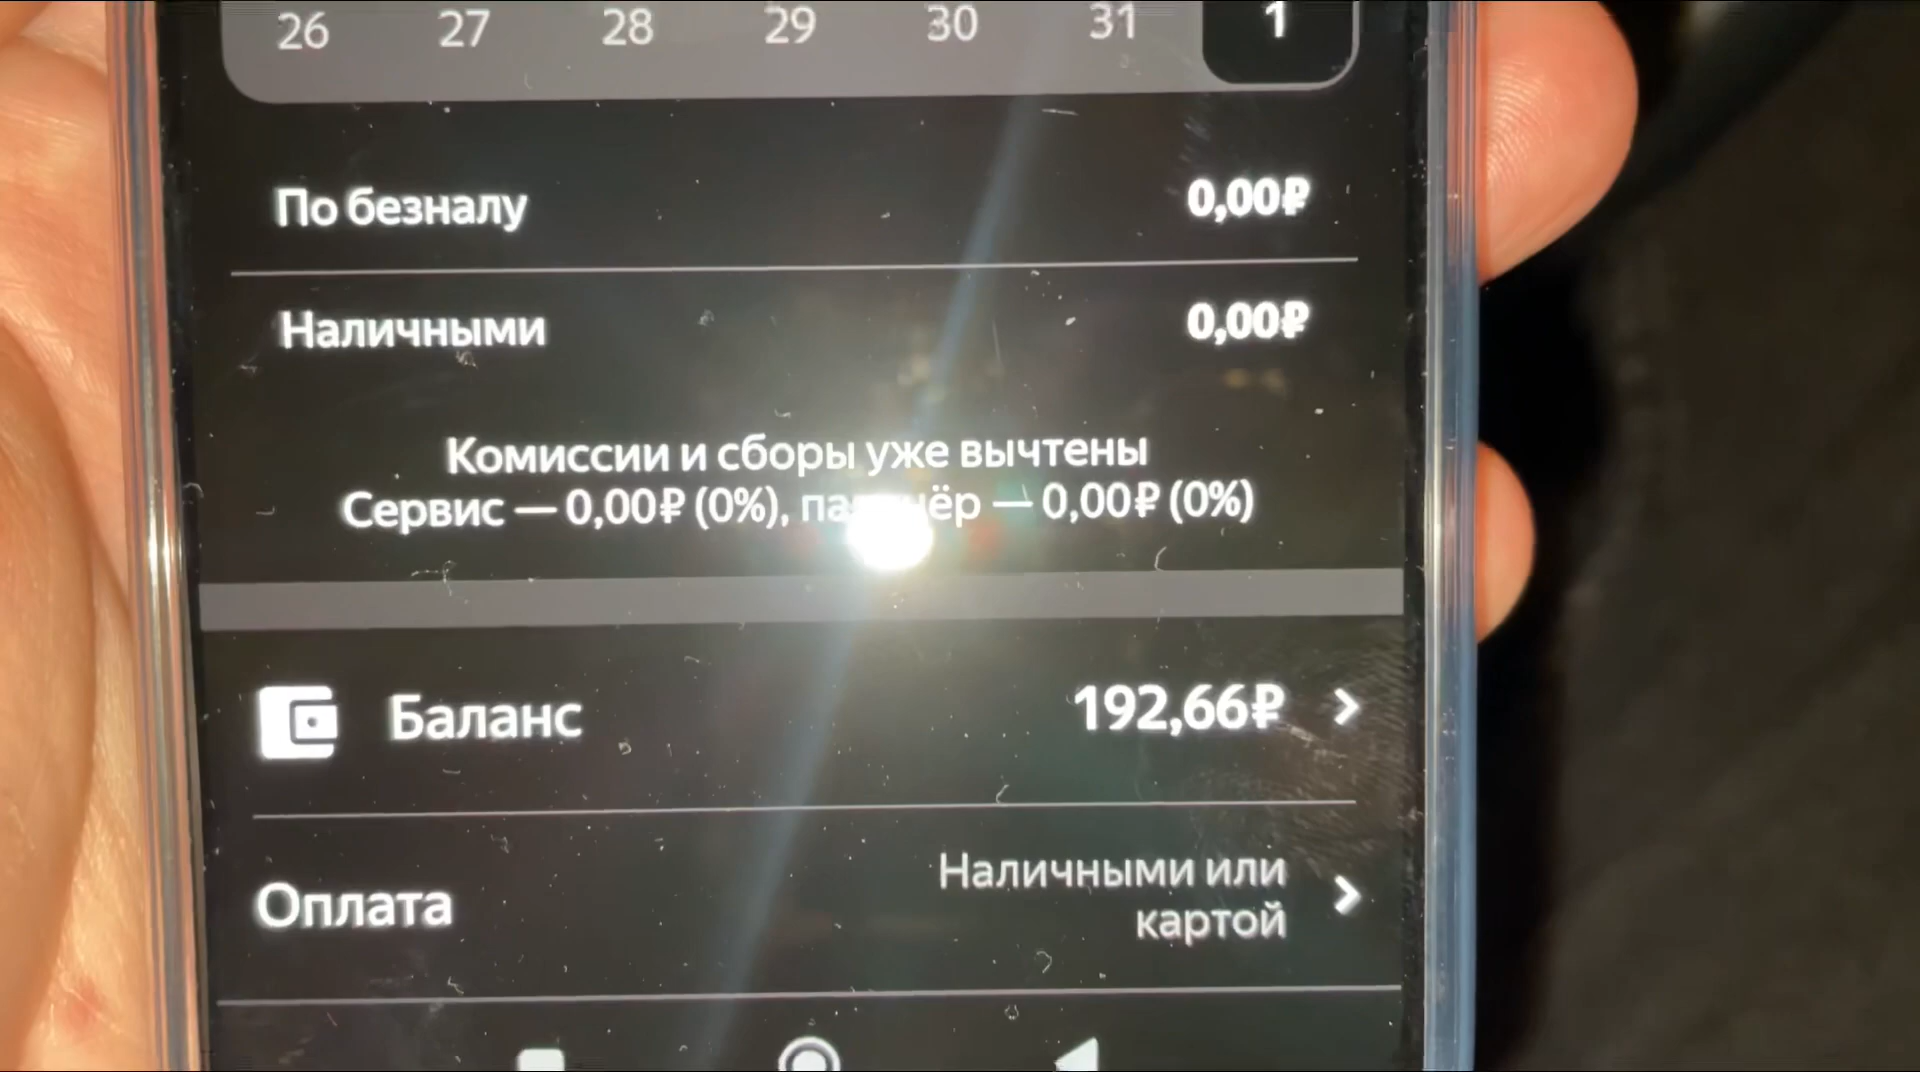 26 27 28 29 30 31 1
По безналу 0,00₽
Наличными 0,00₽
Комиссии и сборы уже вычтены
Сервис — 0,00₽ (0%), — 0,00₽ (0%)
Баланс 192,66₽
Оплата Наличными или
картой